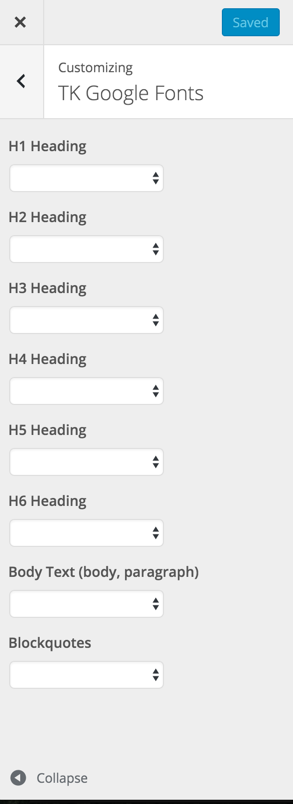 Saved
Customizing
TK Google Fonts
H1 Heading
H2 Heading
H3 Heading
H4 Heading
H5 Heading
H6 Heading
Body Text (body, paragraph)
Blockquotes
Collapse